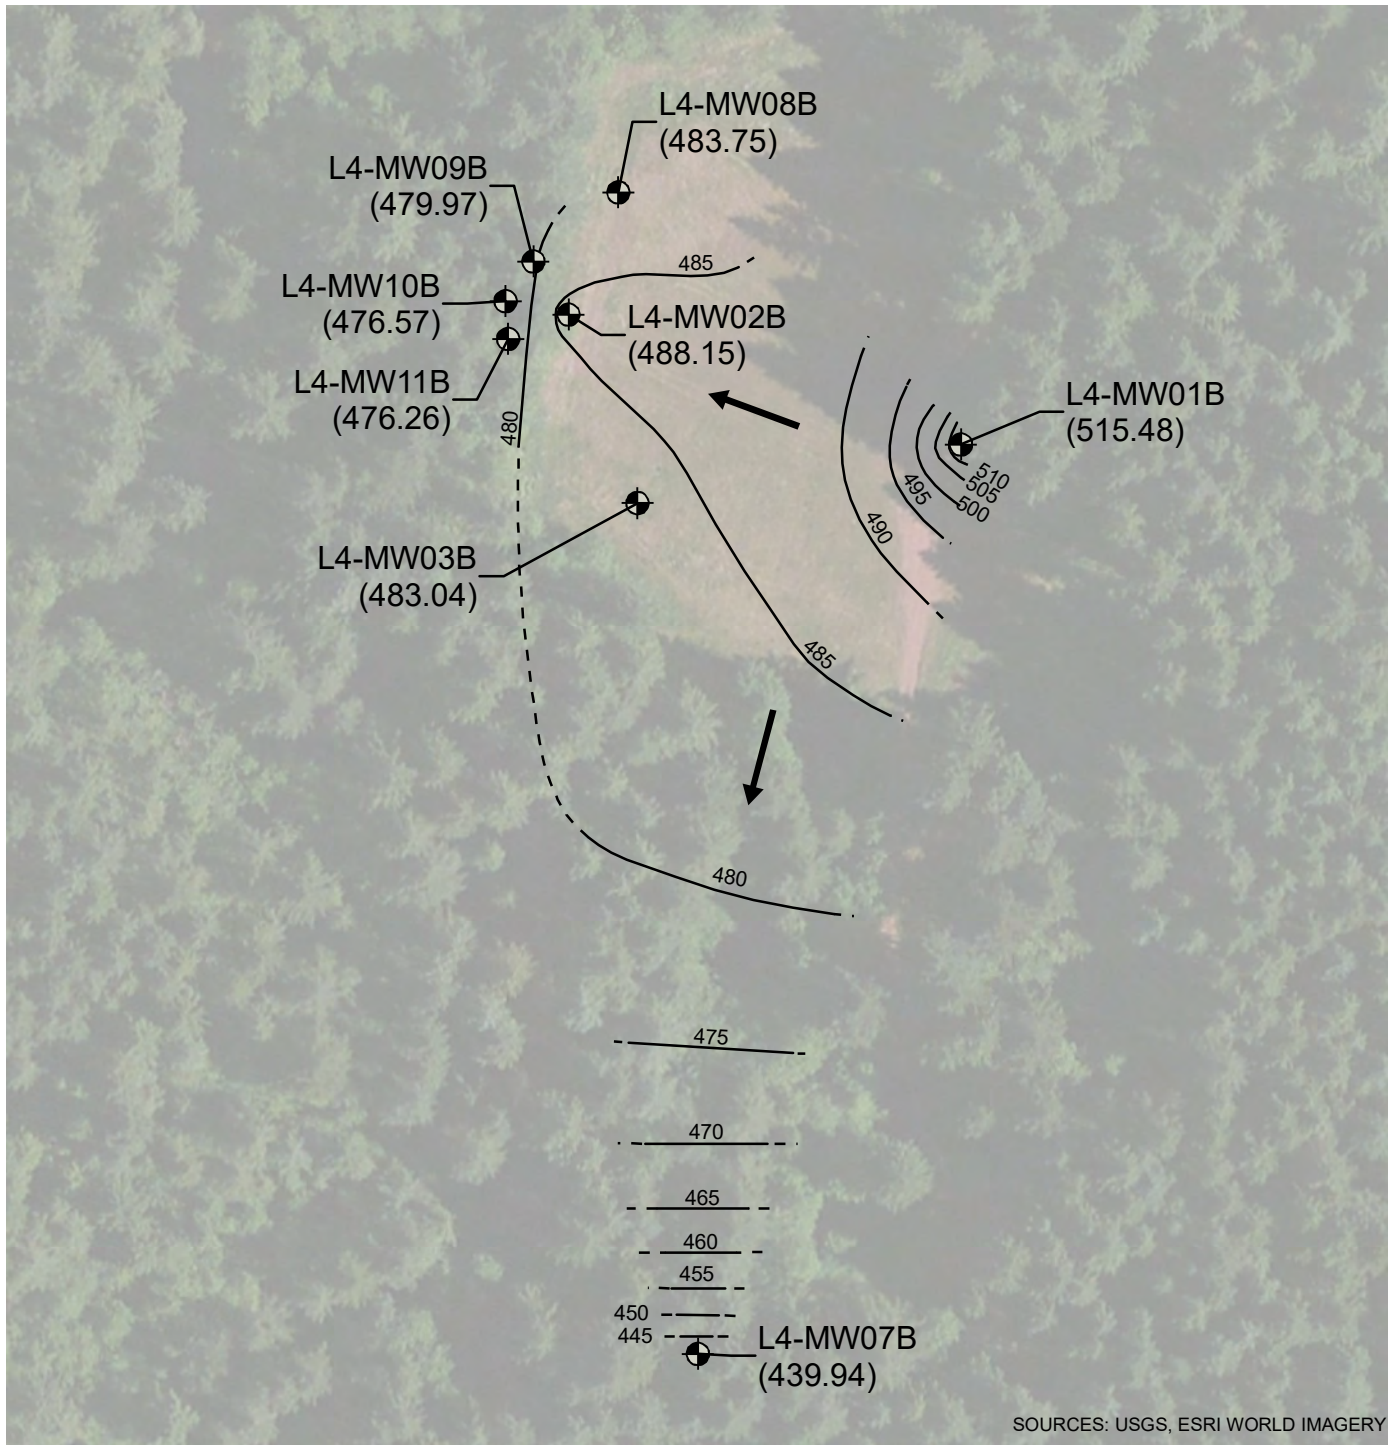 L4-MW08B
(483.75)
L4-MW09B
(479.97)
485
L4-MW10B
(476.57)
L4-MW02B
(488.15)
L4-MW11B
(476.26)
L4-MW01B
(515.48)
480
510
505
500
495
490
L4-MW03B
(483.04)
485
480
475
470
465
460
455
450
445
L4-MW07B
(439.94)
SOURCES: USGS, ESRI WORLD IMAGERY